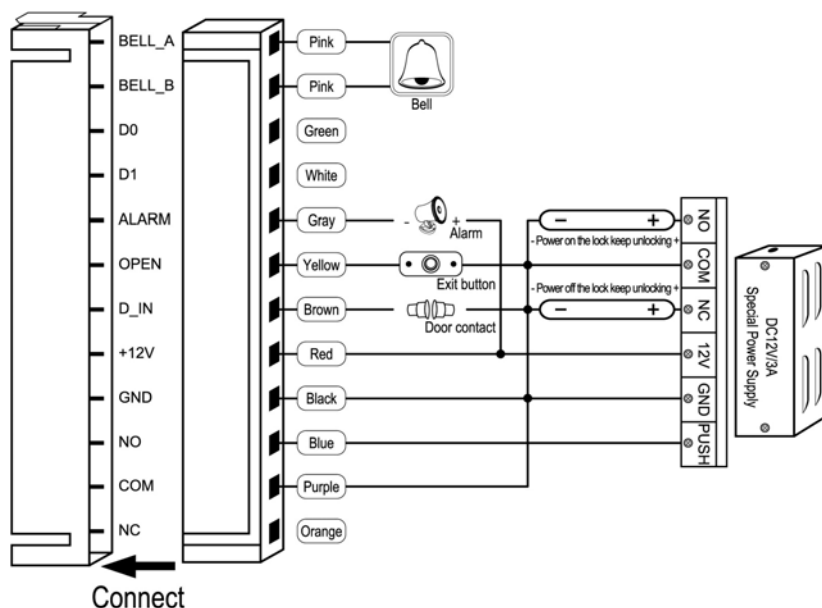 BELL_A
Pink
BELL_B
Pink
Bell
D0
Green
D1
White
ALARM
Gray
- +
Alarm
OPEN
Yellow
Exit button
D_IN
Brown
Door contact
+12V
Red
GND
Black
NO
Blue
COM
Purple
NC
Orange
Connect
- +
- Power on the lock keep unlocking +
- Power off the lock keep unlocking +
- +
NO
COM
NC
12V
GND
PUSH
DC12V/3A
Special Power Supply